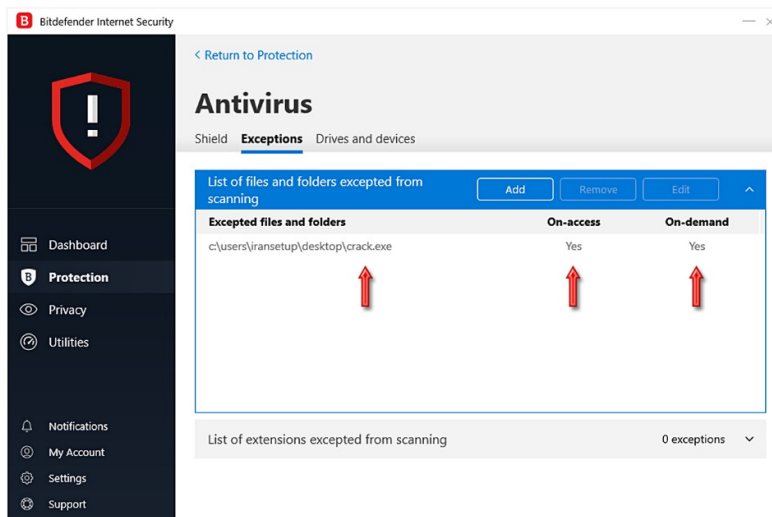 B Bitdefender Internet Security
< Return to Protection
Antivirus
Shield Exceptions Drives and devices
List of files and folders excepted from
scanning
Add Remove Edit
Excepted files and folders On-access On-demand
c:\users\iransetup\desktop\crack.exe Yes Yes
List of extensions excepted from scanning 0 exceptions
Dashboard
B Protection
Privacy
Utilities
Notifications
My Account
Settings
Support